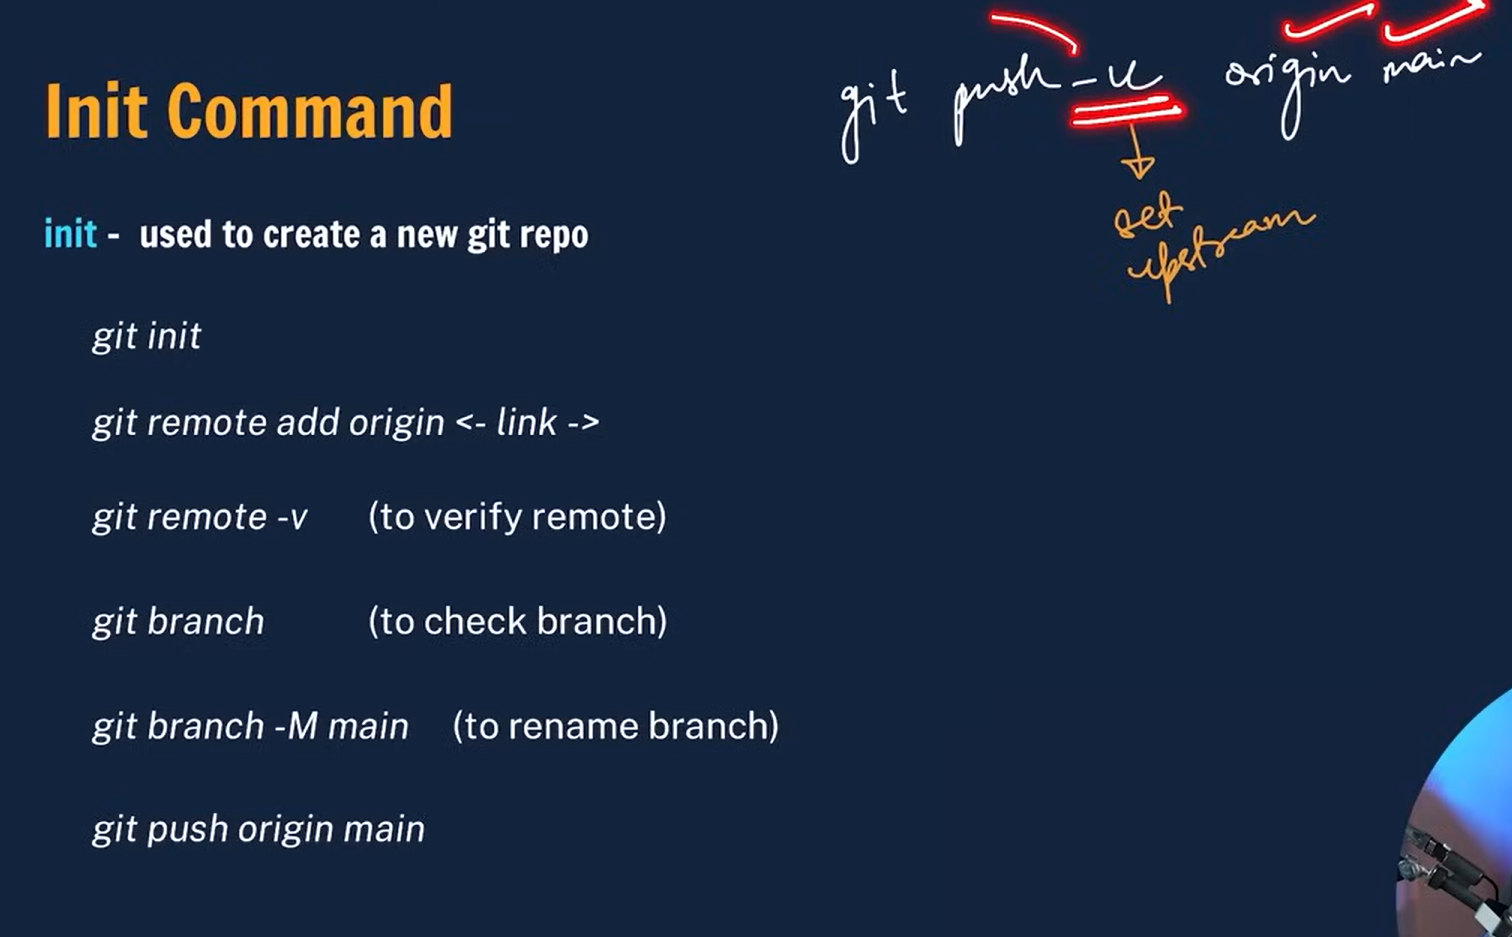 git push -u origin main
Init Command
set
upstream
init - used to create a new git repo
git init
git remote add origin <- link ->
git remote -v (to verify remote)
git branch (to check branch)
git branch -M main (to rename branch)
git push origin main